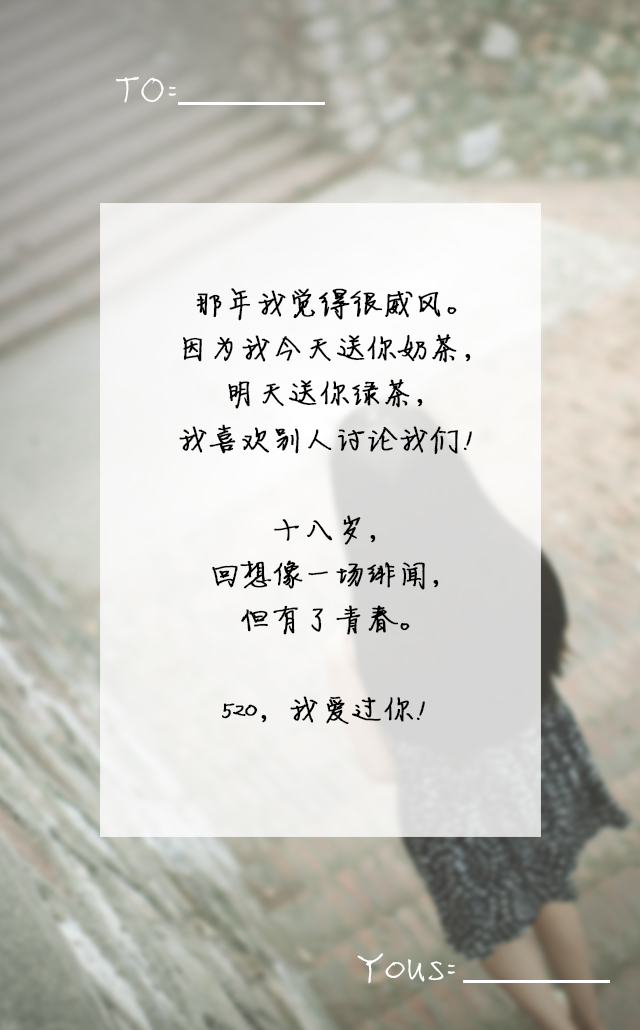 TO:
那年我觉得很威风。
因为我今天送你奶茶，
明天送你绿茶，
我喜欢别人讨论我们！
十八岁，
回想像一场绯闻，
但有了青春。
520，我爱过你！
Yous: